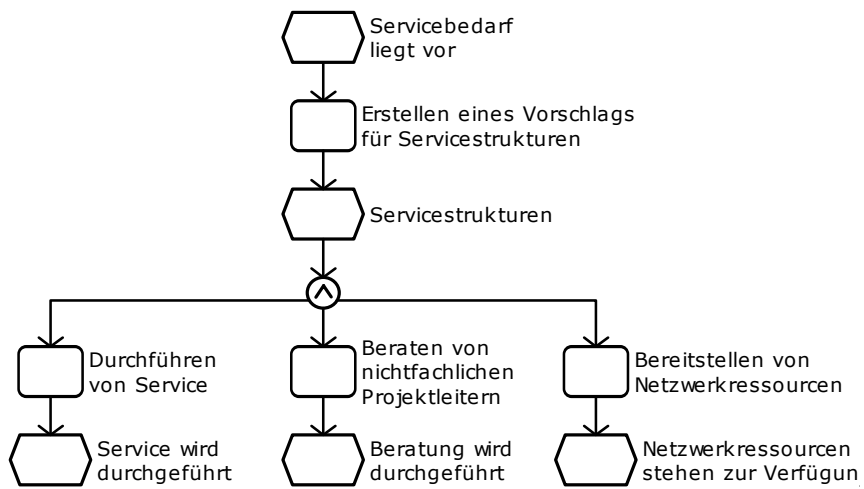 Servicebedarf
liegt vor
Erstellen eines Vorschlags
für Servicestrukturen
Servicestrukturen
Durchführen
von Service
Beraten von
nichtfachlichen
Projektleitern
Bereitstellen von
Netzwerkressourcen
Service wird
durchgeführt
Beratung wird
durchgeführt
Netzwerkressourcen
stehen zur Verfügun